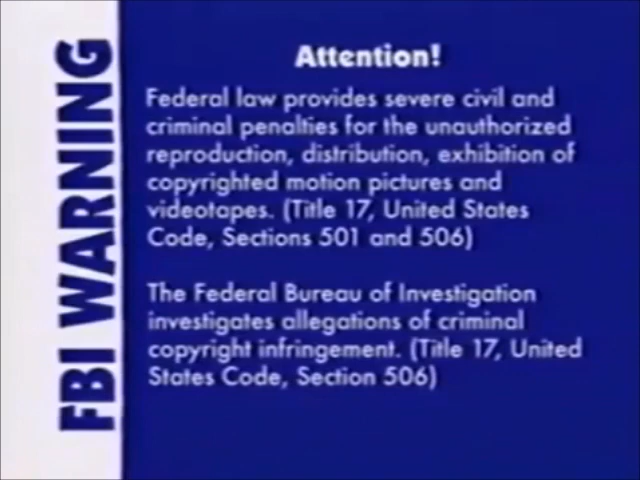 FBI WARNING
Attention!
Federal law provides severe civil and
criminal penalties for the unauthorized
reproduction, distribution, exhibition of
copyrighted motion pictures and
videotapes. (Title 17, United States
Code, Sections 501 and 506)
The Federal Bureau of Investigation
investigates allegations of criminal
copyright infringement. (Title 17, United
States Code, Section 506)